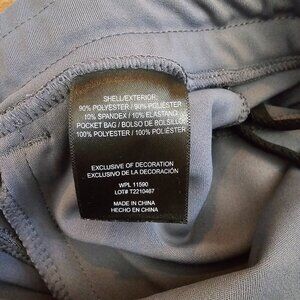 SHELL/EXTERIOR:
90% POLYESTER / 90% POLIÉSTER
10% SPANDEX / 10% ELASTANO
POCKET BAG / BOLSO DE BOLSILLO
100% POLYESTER / 100% POLIÉSTER
EXCLUSIVE OF DECORATION
EXCLUSIVO DE LA DECORACIÓN
WPL 11590
LOT# T2210467
MADE IN CHINA
HECHO EN CHINA